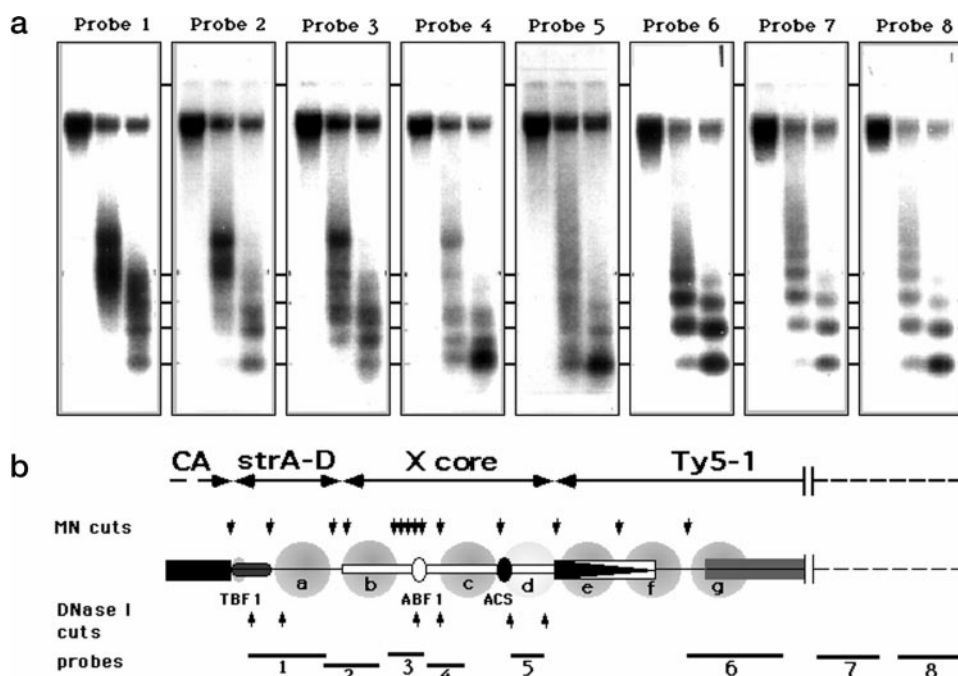 a
Probe 1 Probe 2 Probe 3 Probe 4 Probe 5 Probe 6 Probe 7 Probe 8
b
CA strA-D X core Ty5-1
MN cuts
a b c d e f g
TBF1 ABF1 ACS
DNase I
cuts
probes 1 2 3 4 5 6 7 8